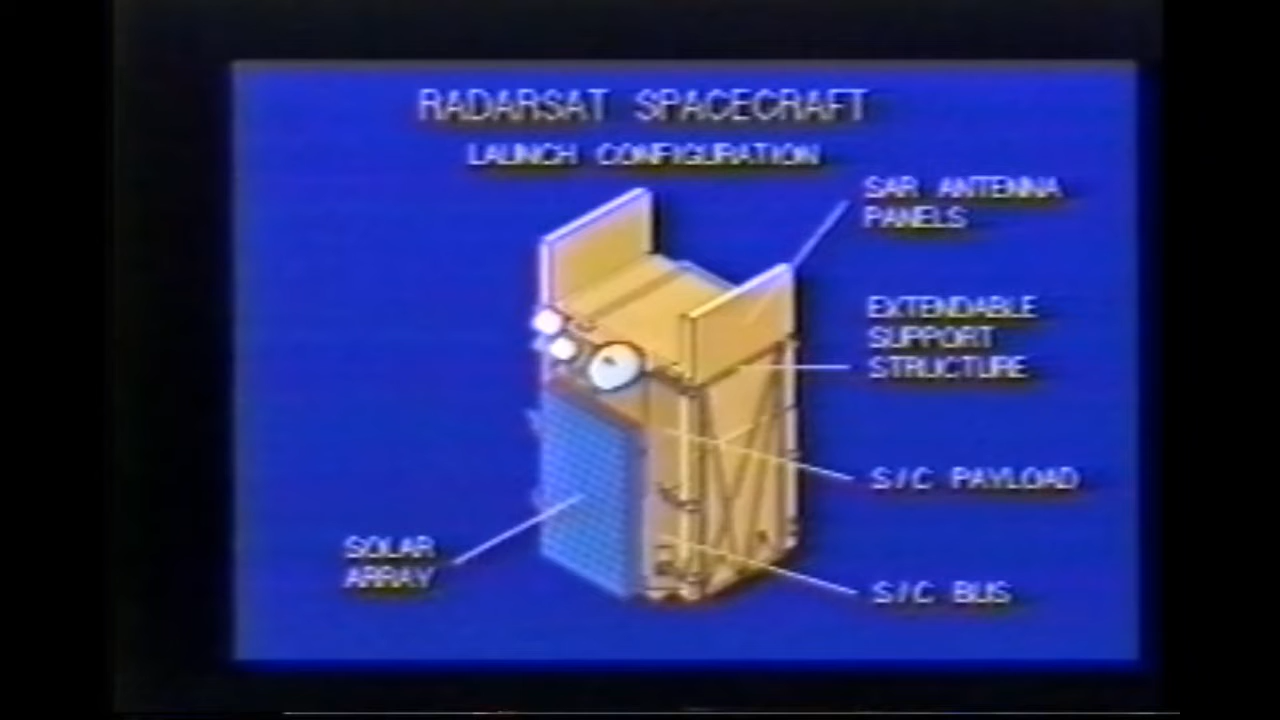 RADARSAT SPACECRAFT
LAUNCH CONFIGURATION
SAR ANTENNA
PANELS
EXTENDABLE
SUPPORT
STRUCTURE
S/C PAYLOAD
SOLAR
ARRAY
S/C BUS